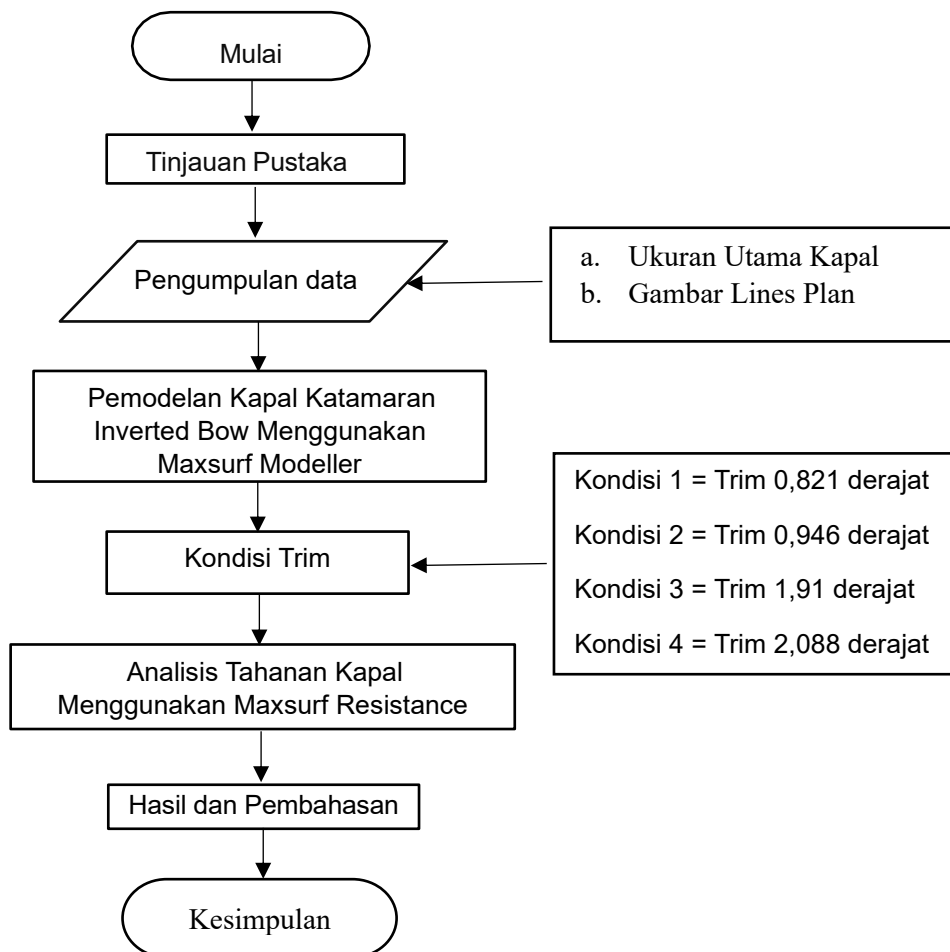 Mulai
Tinjauan Pustaka
Pengumpulan data
a. Ukuran Utama Kapal
b. Gambar Lines Plan
Pemodelan Kapal Katamaran
Inverted Bow Menggunakan
Maxsurf Modeller
Kondisi Trim
Kondisi 1 = Trim 0,821 derajat
Kondisi 2 = Trim 0,946 derajat
Kondisi 3 = Trim 1,91 derajat
Kondisi 4 = Trim 2,088 derajat
Analisis Tahanan Kapal
Menggunakan Maxsurf Resistance
Hasil dan Pembahasan
Kesimpulan